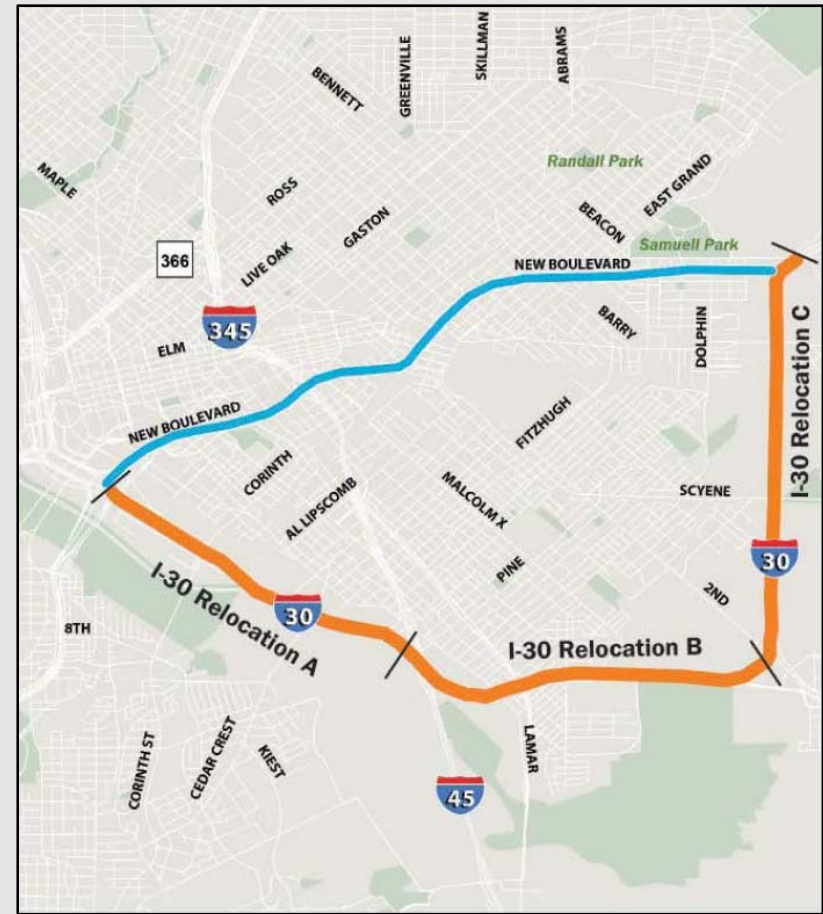 GREENVILLE
SKILLMAN
ABRAMS
BENNETT
MAPLE
ROSS
GASTON
Randall Park
EAST GRAND
BEACON
Samuell Park
366
LIVE OAK
NEW BOULEVARD
345
ELM
BARRY
DOLPHIN
I-30 Relocation C
NEW BOULEVARD
FITZHUGH
CORINTH
AL LIPSCOMB
MALCOLM X
SCYENE
PINE
30
I-30 Relocation A
30
2ND
8TH
I-30 Relocation B
CORINTH ST
CEDAR CREST
KIEST
LAMAR
45